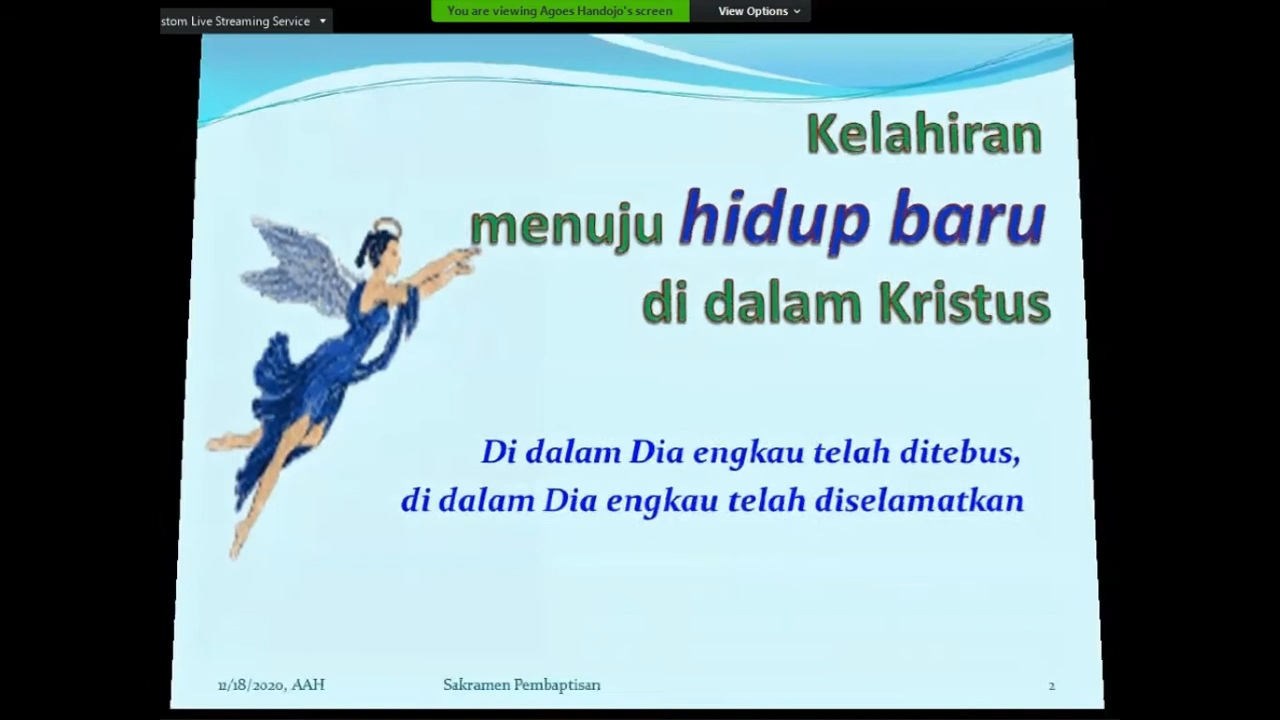 stom Live Streaming Service
You are viewing Agoes Handojo's screen
View Options
Kelahiran
menuju hidup baru
di dalam Kristus
Di dalam Dia engkau telah ditebus,
di dalam Dia engkau telah diselamatkan
11/18/2020, AAH
Sakramen Pembaptisan
2